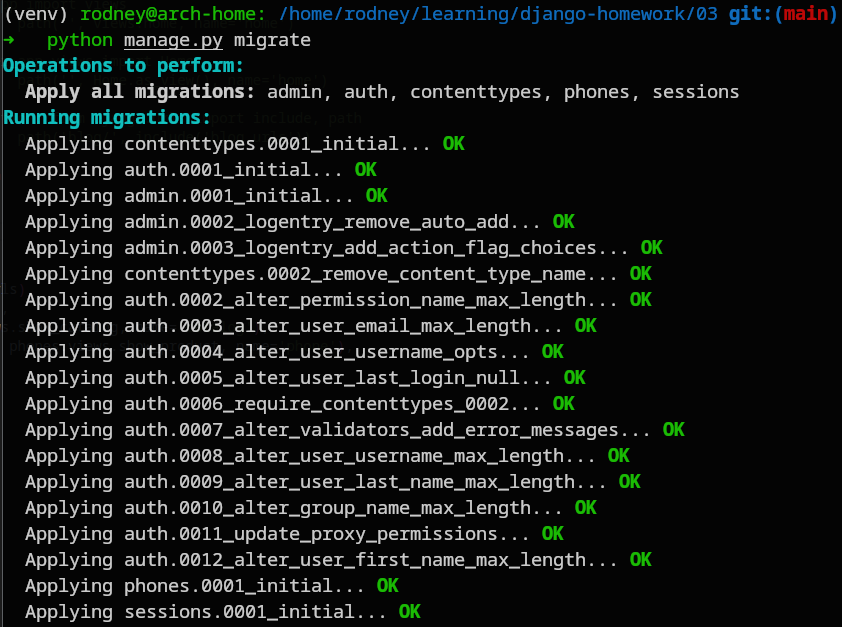 (venv) rodney@arch-home: /home/rodney/learning/django-homework/03 git:(main)
→ python manage.py migrate
Operations to perform:
Apply all migrations: admin, auth, contenttypes, phones, sessions
Running migrations:
Applying contenttypes.0001_initial... OK
Applying auth.0001_initial... OK
Applying admin.0001_initial... OK
Applying admin.0002_logentry_remove_auto_add... OK
Applying admin.0003_logentry_add_action_flag_choices... OK
Applying contenttypes.0002_remove_content_type_name... OK
Applying auth.0002_alter_permission_name_max_length... OK
Applying auth.0003_alter_user_email_max_length... OK
Applying auth.0004_alter_user_username_opts... OK
Applying auth.0005_alter_user_last_login_null... OK
Applying auth.0006_require_contenttypes_0002... OK
Applying auth.0007_alter_validators_add_error_messages... OK
Applying auth.0008_alter_user_username_max_length... OK
Applying auth.0009_alter_user_last_name_max_length... OK
Applying auth.0010_alter_group_name_max_length... OK
Applying auth.0011_update_proxy_permissions... OK
Applying auth.0012_alter_user_first_name_max_length... OK
Applying phones.0001_initial... OK
Applying sessions.0001_initial... OK